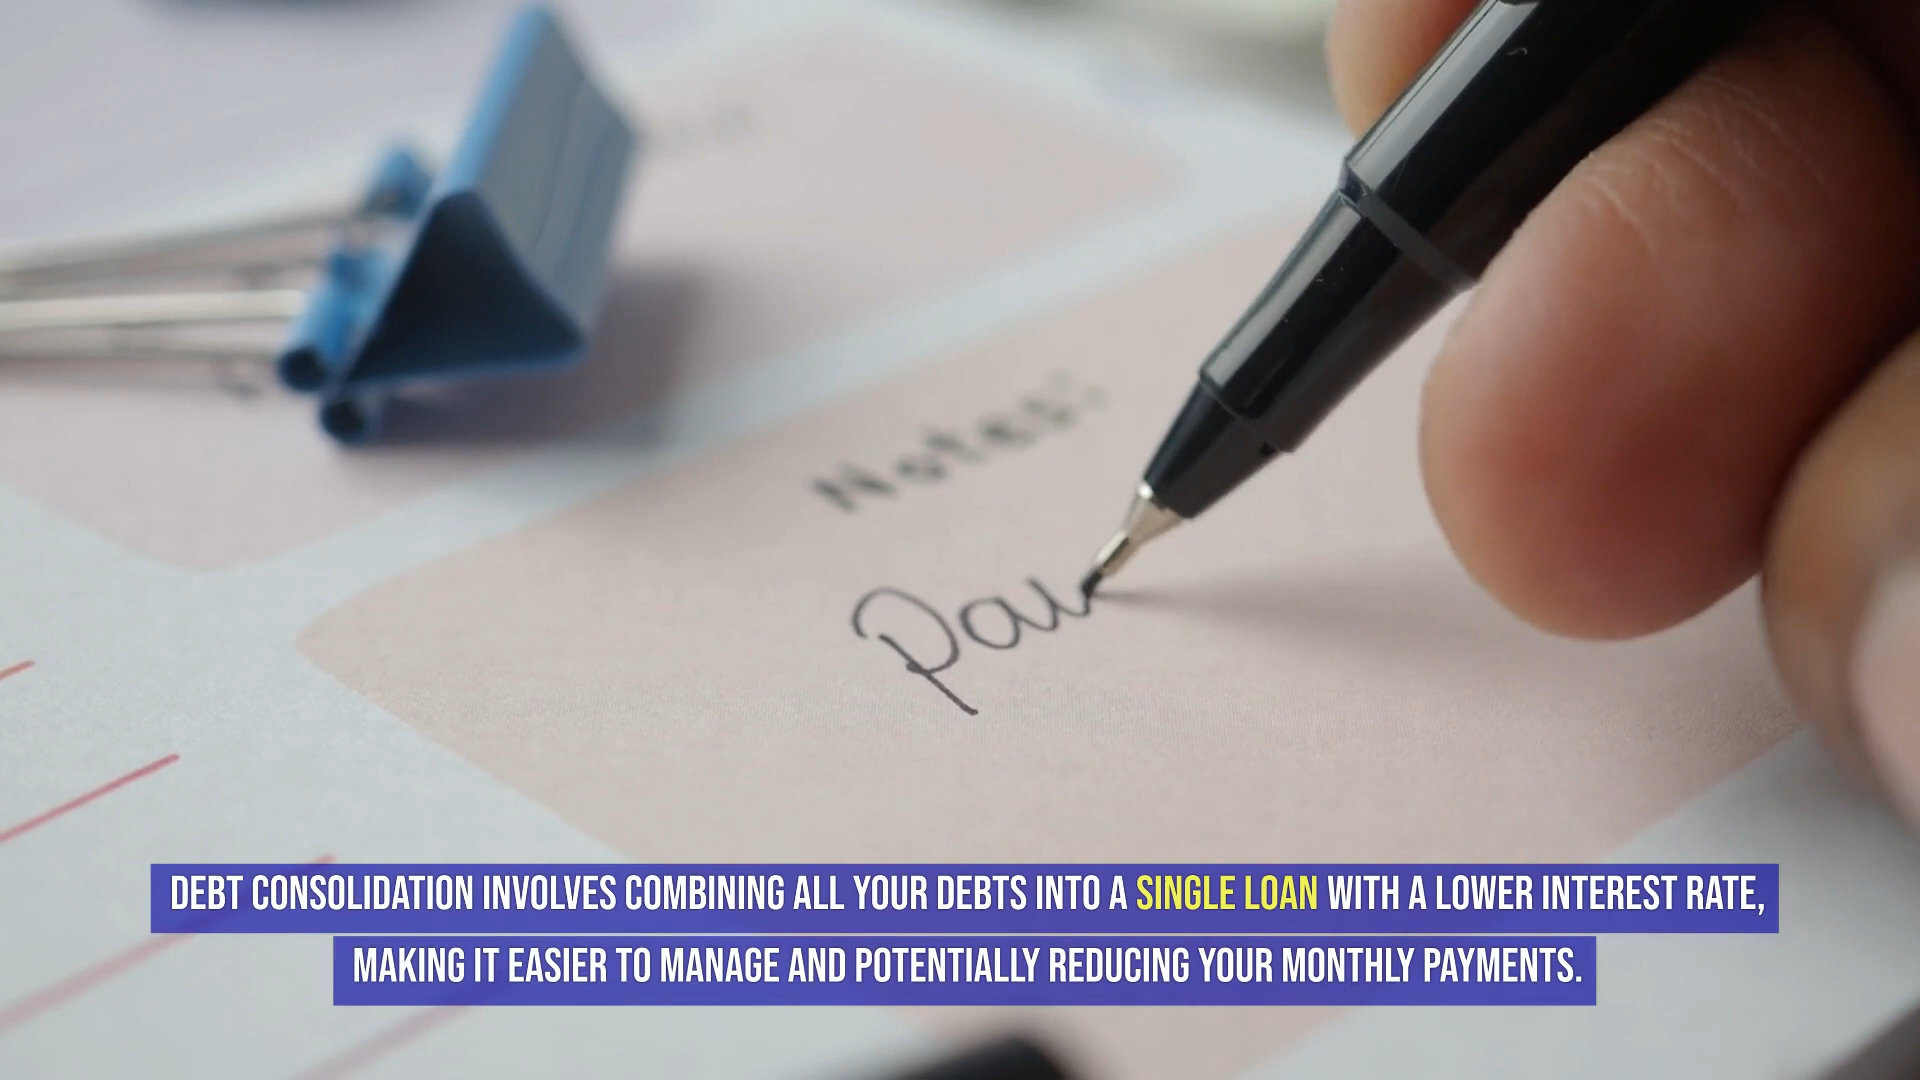 Notes:
Pau
DEBT CONSOLIDATION INVOLVES COMBINING ALL YOUR DEBTS INTO A SINGLE LOAN WITH A LOWER INTEREST RATE,
MAKING IT EASIER TO MANAGE AND POTENTIALLY REDUCING YOUR MONTHLY PAYMENTS.